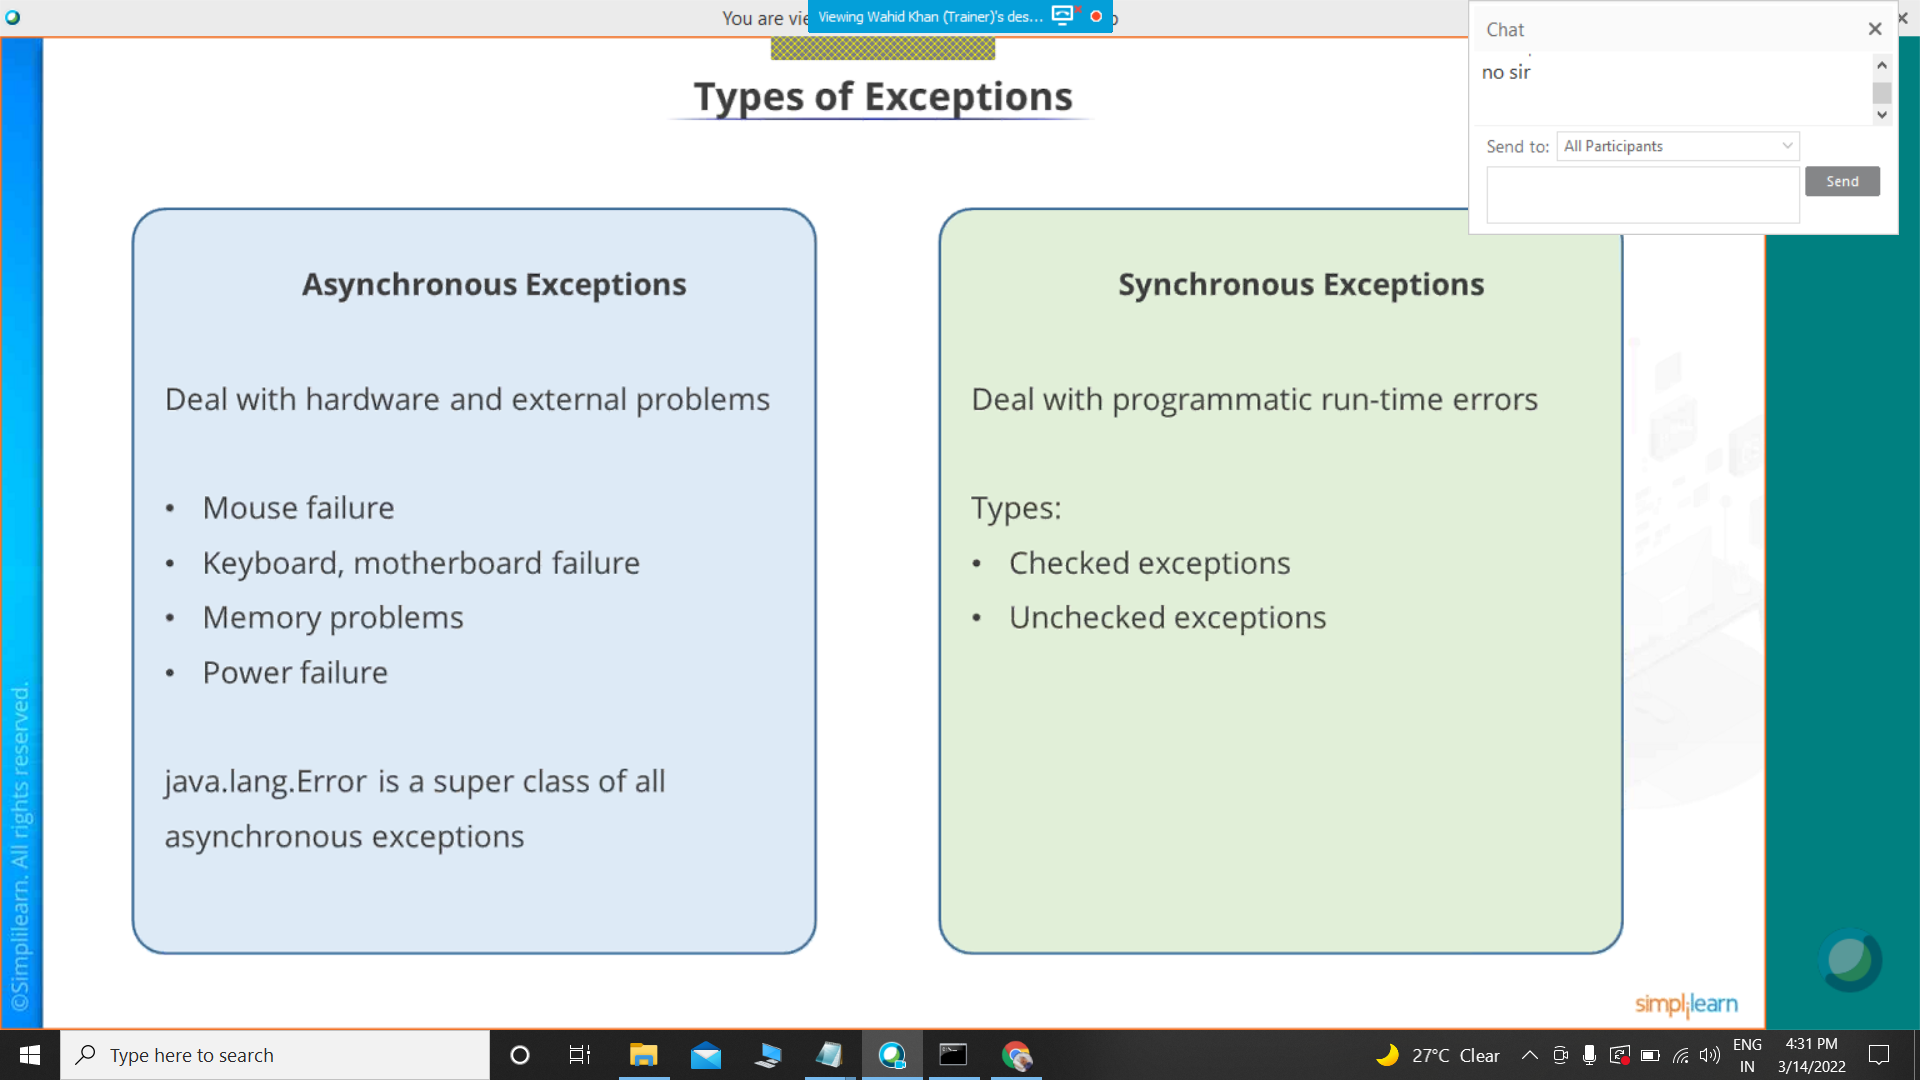 You are vie
Viewing Wahid Khan (Trainer)'s des...
Types of Exceptions
Chat
no sir
Send to:
All Participants
Send
Asynchronous Exceptions
Deal with hardware and external problems
• Mouse failure
• Keyboard, motherboard failure
• Memory problems
• Power failure
java.lang.Error is a super class of all
asynchronous exceptions
Synchronous Exceptions
Deal with programmatic run-time errors
Types:
• Checked exceptions
• Unchecked exceptions
©Simplilearn. All rights reserved.
simplilearn
Type here to search
27°C Clear
ENG
IN
4:31 PM
3/14/2022